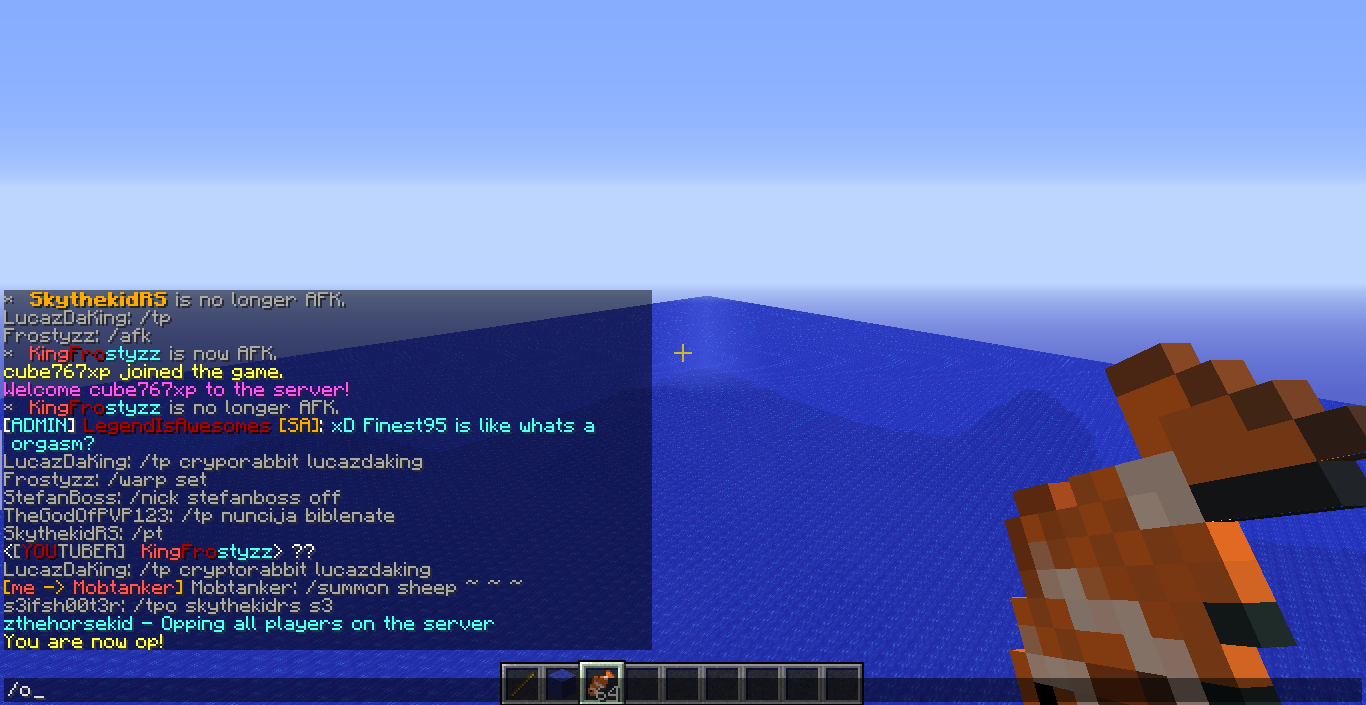 * SkythekidRS is no longer AFK.
LucazDaKing: /tp
Frostyzz: /afk
* KingFrostyzz is now AFK.
cube767xp joined the game.
Welcome cube767xp to the server!
* KingFrostyzz is no longer AFK.
[ADMIN] LegendIsAwesomes [SA]: xD Finest95 is like whats a
orgasm?
LucazDaKing: /tp cryporabbit lucazdaking
Frostyzz: /warp set
StefanBoss: /nick stefanboss off
TheGodOfPVP123: /tp nuncija biblenate
SkythekidRS: /pt
<[YOUTUBER] KingFrostyzz> ??
LucazDaKing: /tp cryptorabbit lucazdaking
[me -> Mobtanker] Mobtanker: /summon sheep ~ ~ ~
s3ifsh00t3r: /tpo skythekidrs s3
zthehorsekid - Opping all players on the server
You are now op!
/o_
64